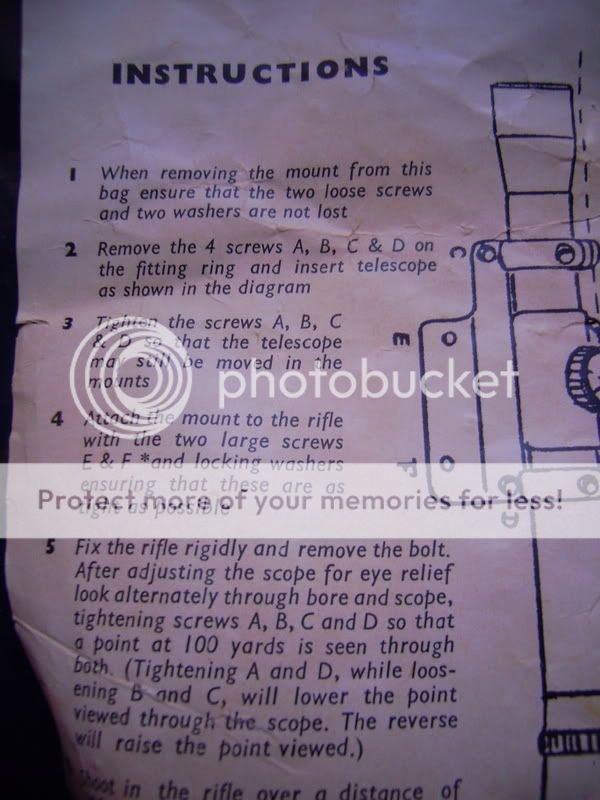 INSTRUCTIONS
1 When removing the mount from this
bag ensure that the two loose screws
and two washers are not lost
2 Remove the 4 screws A, B, C & D on
the fitting ring and insert telescope
as shown in the diagram
3 Tighten the screws A, B, C
& D so that the telescope
may still be moved in the
mounts
4 Attach the mount to the rifle
with the two large screws
E & F *and locking washers
ensuring that these are as
tight as possible
5 Fix the rifle rigidly and remove the bolt.
After adjusting the scope for eye relief
look alternately through bore and scope,
tightening screws A, B, C and D so that
a point at 100 yards is seen through
both. (Tightening A and D, while loos-
ening B and C, will lower the point
viewed through the scope. The reverse
will raise the point viewed.)
Shoot in the rifle over a distance of
C
E
F
D
photobucket
Protect more of your memories for less!